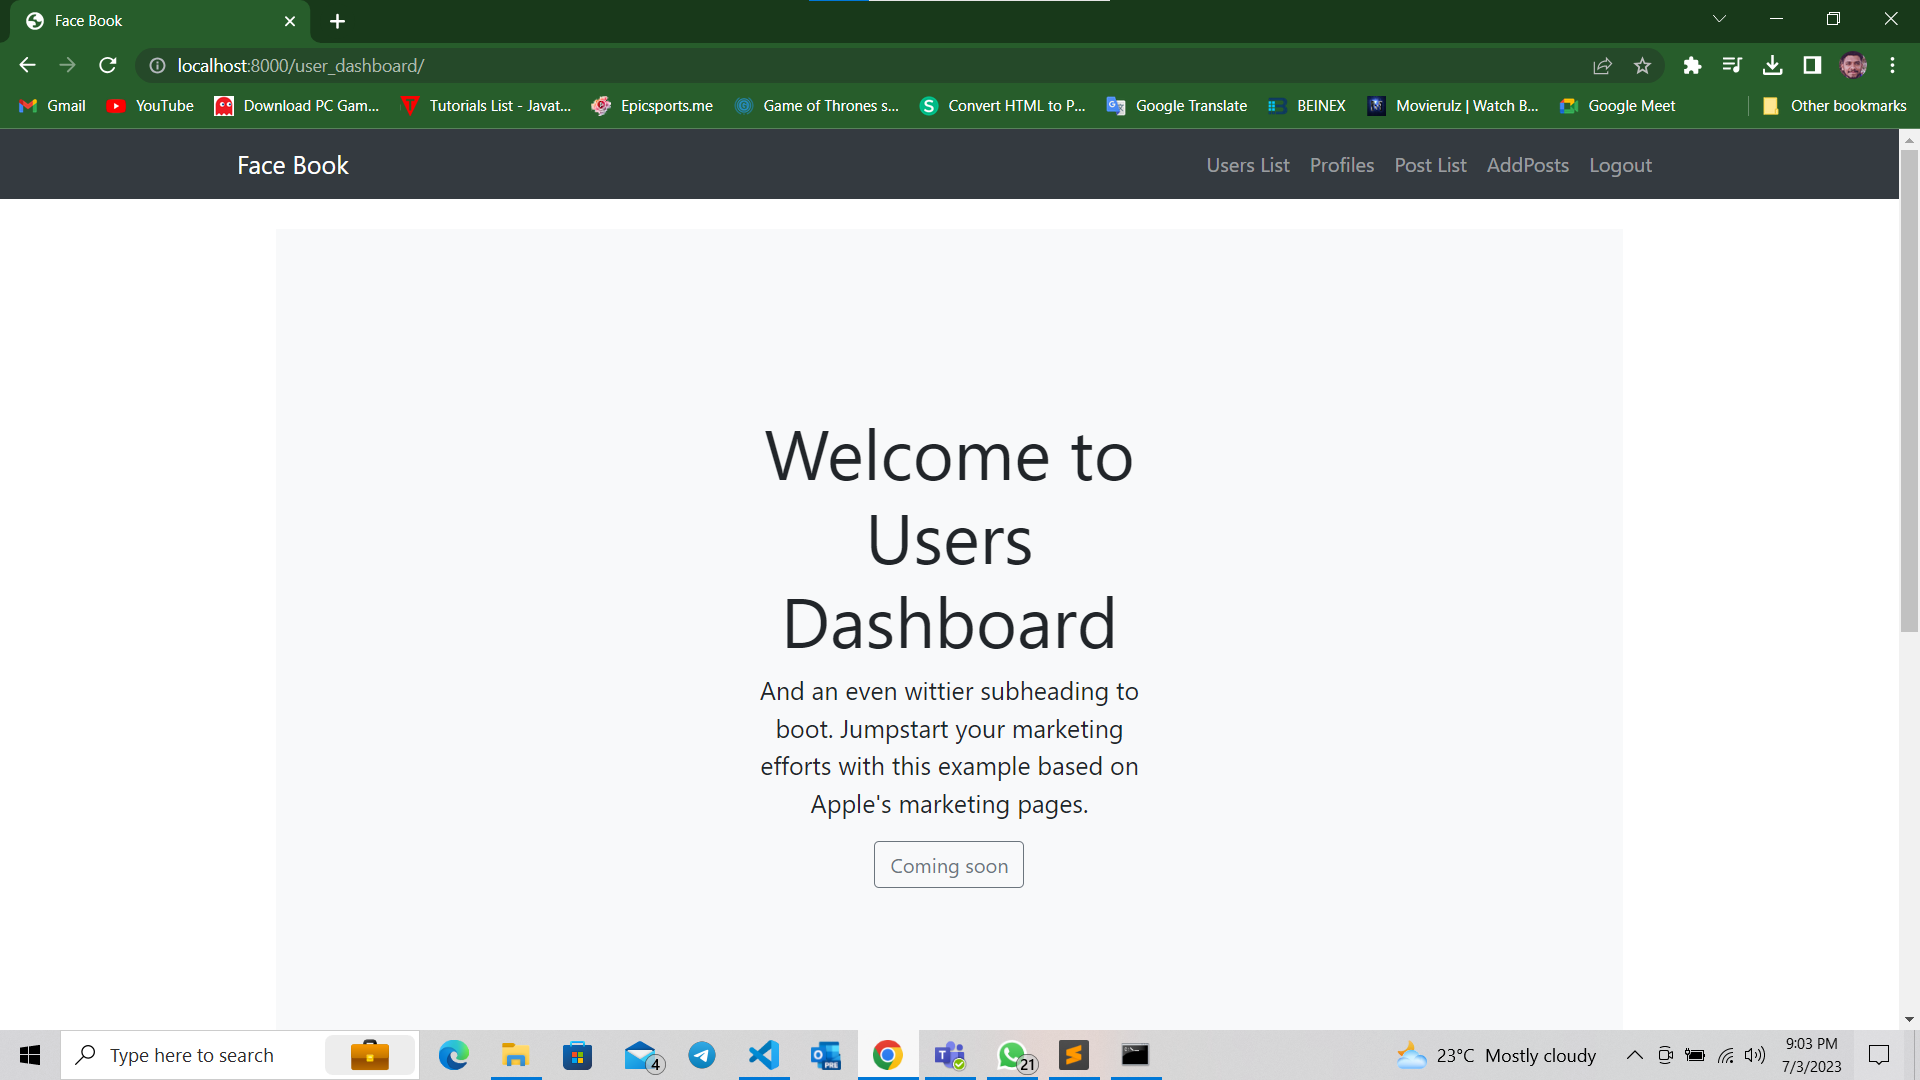 Face Book
localhost:8000/user_dashboard/
Gmail YouTube Download PC Gam... Tutorials List - Javat... Epicsports.me Game of Thrones s... Convert HTML to P... Google Translate BEINEX Movierulz | Watch B... Google Meet Other bookmarks
Face Book Users List Profiles Post List AddPosts Logout
Welcome to
Users
Dashboard
And an even wittier subheading to
boot. Jumpstart your marketing
efforts with this example based on
Apple's marketing pages.
Coming soon
Type here to search 4 PRE 21 23°C Mostly cloudy 9:03 PM
7/3/2023